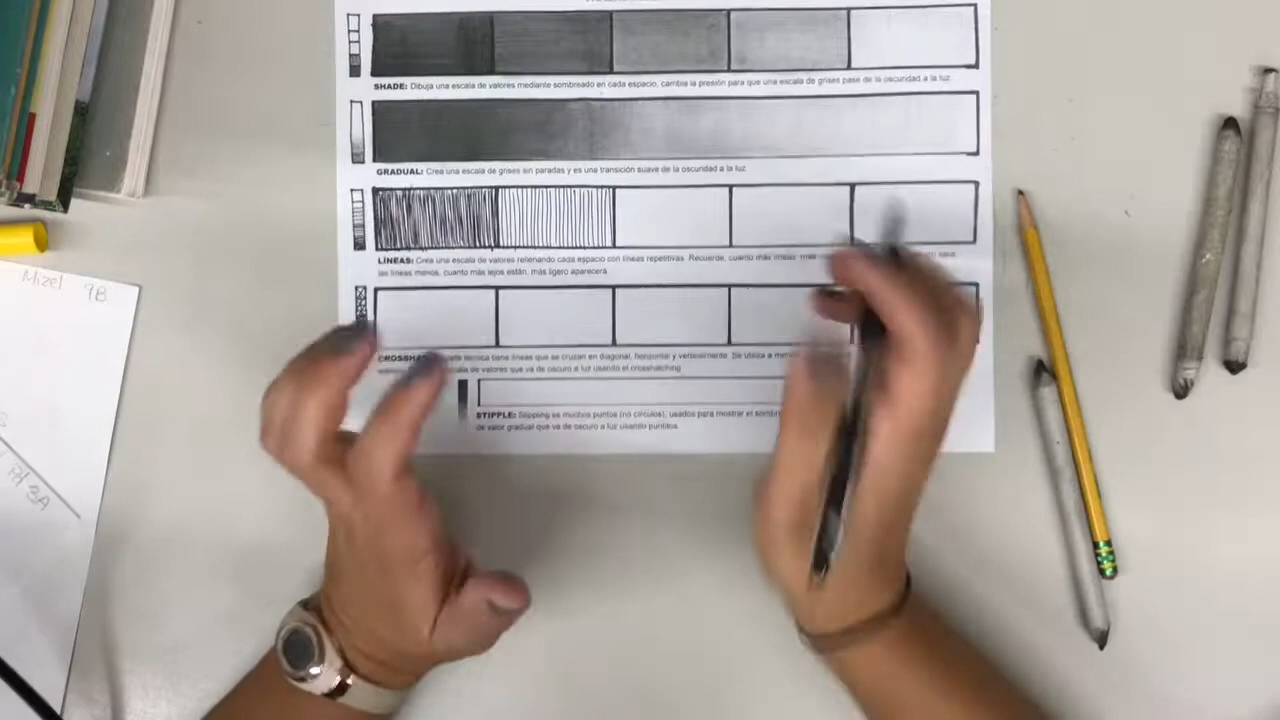 SHADE: Dibuja una escala de valores mediante sombreado en cada espacio, cambia la presión para que una escala de grises pase de la oscuridad a la luz.
GRADUAL: Crea una escala de grises sin paradas y es una transición suave de la oscuridad a la luz.
LÍNEAS: Crea una escala de valores rellenando cada espacio con líneas repetitivas. Recuerde, cuanto más líneas más
las líneas menos, cuanto más lejos están, más ligero aparecerá.
CROSSHA técnica tiene líneas que se cruzan en diagonal, horizontal y verticalmente. Se utiliza a
escala de valores que va de oscuro a luz usando el crosshatching
STIPPLE: Stipping es muchos puntos (no círculos), usados para mostrar el
de valor gradual que va de oscuro a luz usando puntitos.
Mizel 9B
Pd 3A